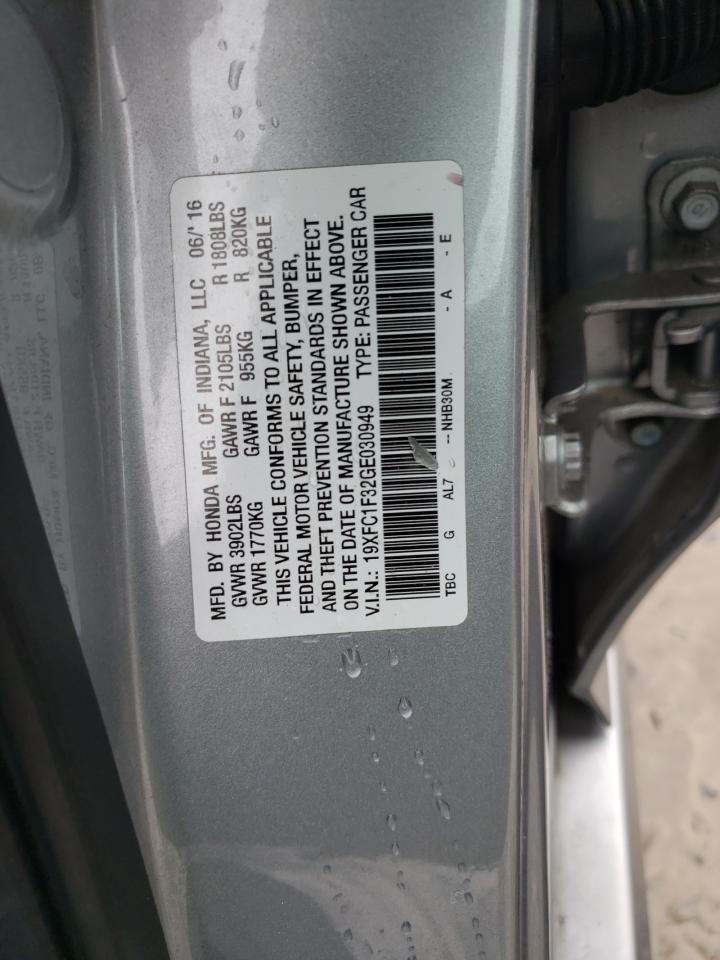 MFD. BY HONDA MFG. OF INDIANA, LLC 06/'16
GVWR 3902LBS GAWR F 2105LBS R 1808LBS
GVWR 1770KG GAWR F 955KG R 820KG
THIS VEHICLE CONFORMS TO ALL APPLICABLE
FEDERAL MOTOR VEHICLE SAFETY, BUMPER,
AND THEFT PREVENTION STANDARDS IN EFFECT
ON THE DATE OF MANUFACTURE SHOWN ABOVE.
V.I.N.: 19XFC1F32GE030949 TYPE: PASSENGER CAR
TBC G AL7 -- NHB30M - A - E